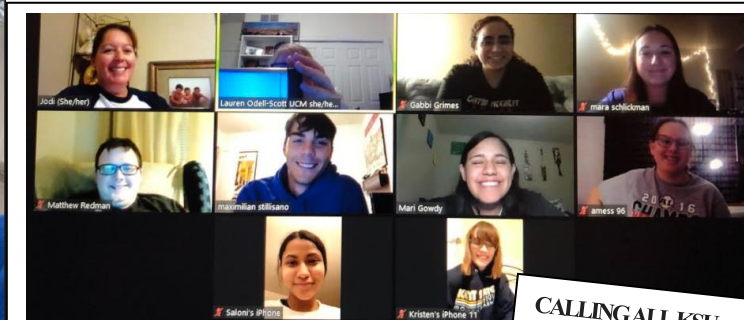 Jodi (She/her)
Lauren Odell-Scott UCM she/he...
Gabbi Grimes
mara schlickman
Matthew Redman
maximilian stillisano
Mari Gowdy
amess 96
2016
Saloni's iPhone
Kristen's iPhone 11
CALLING ALL KSU